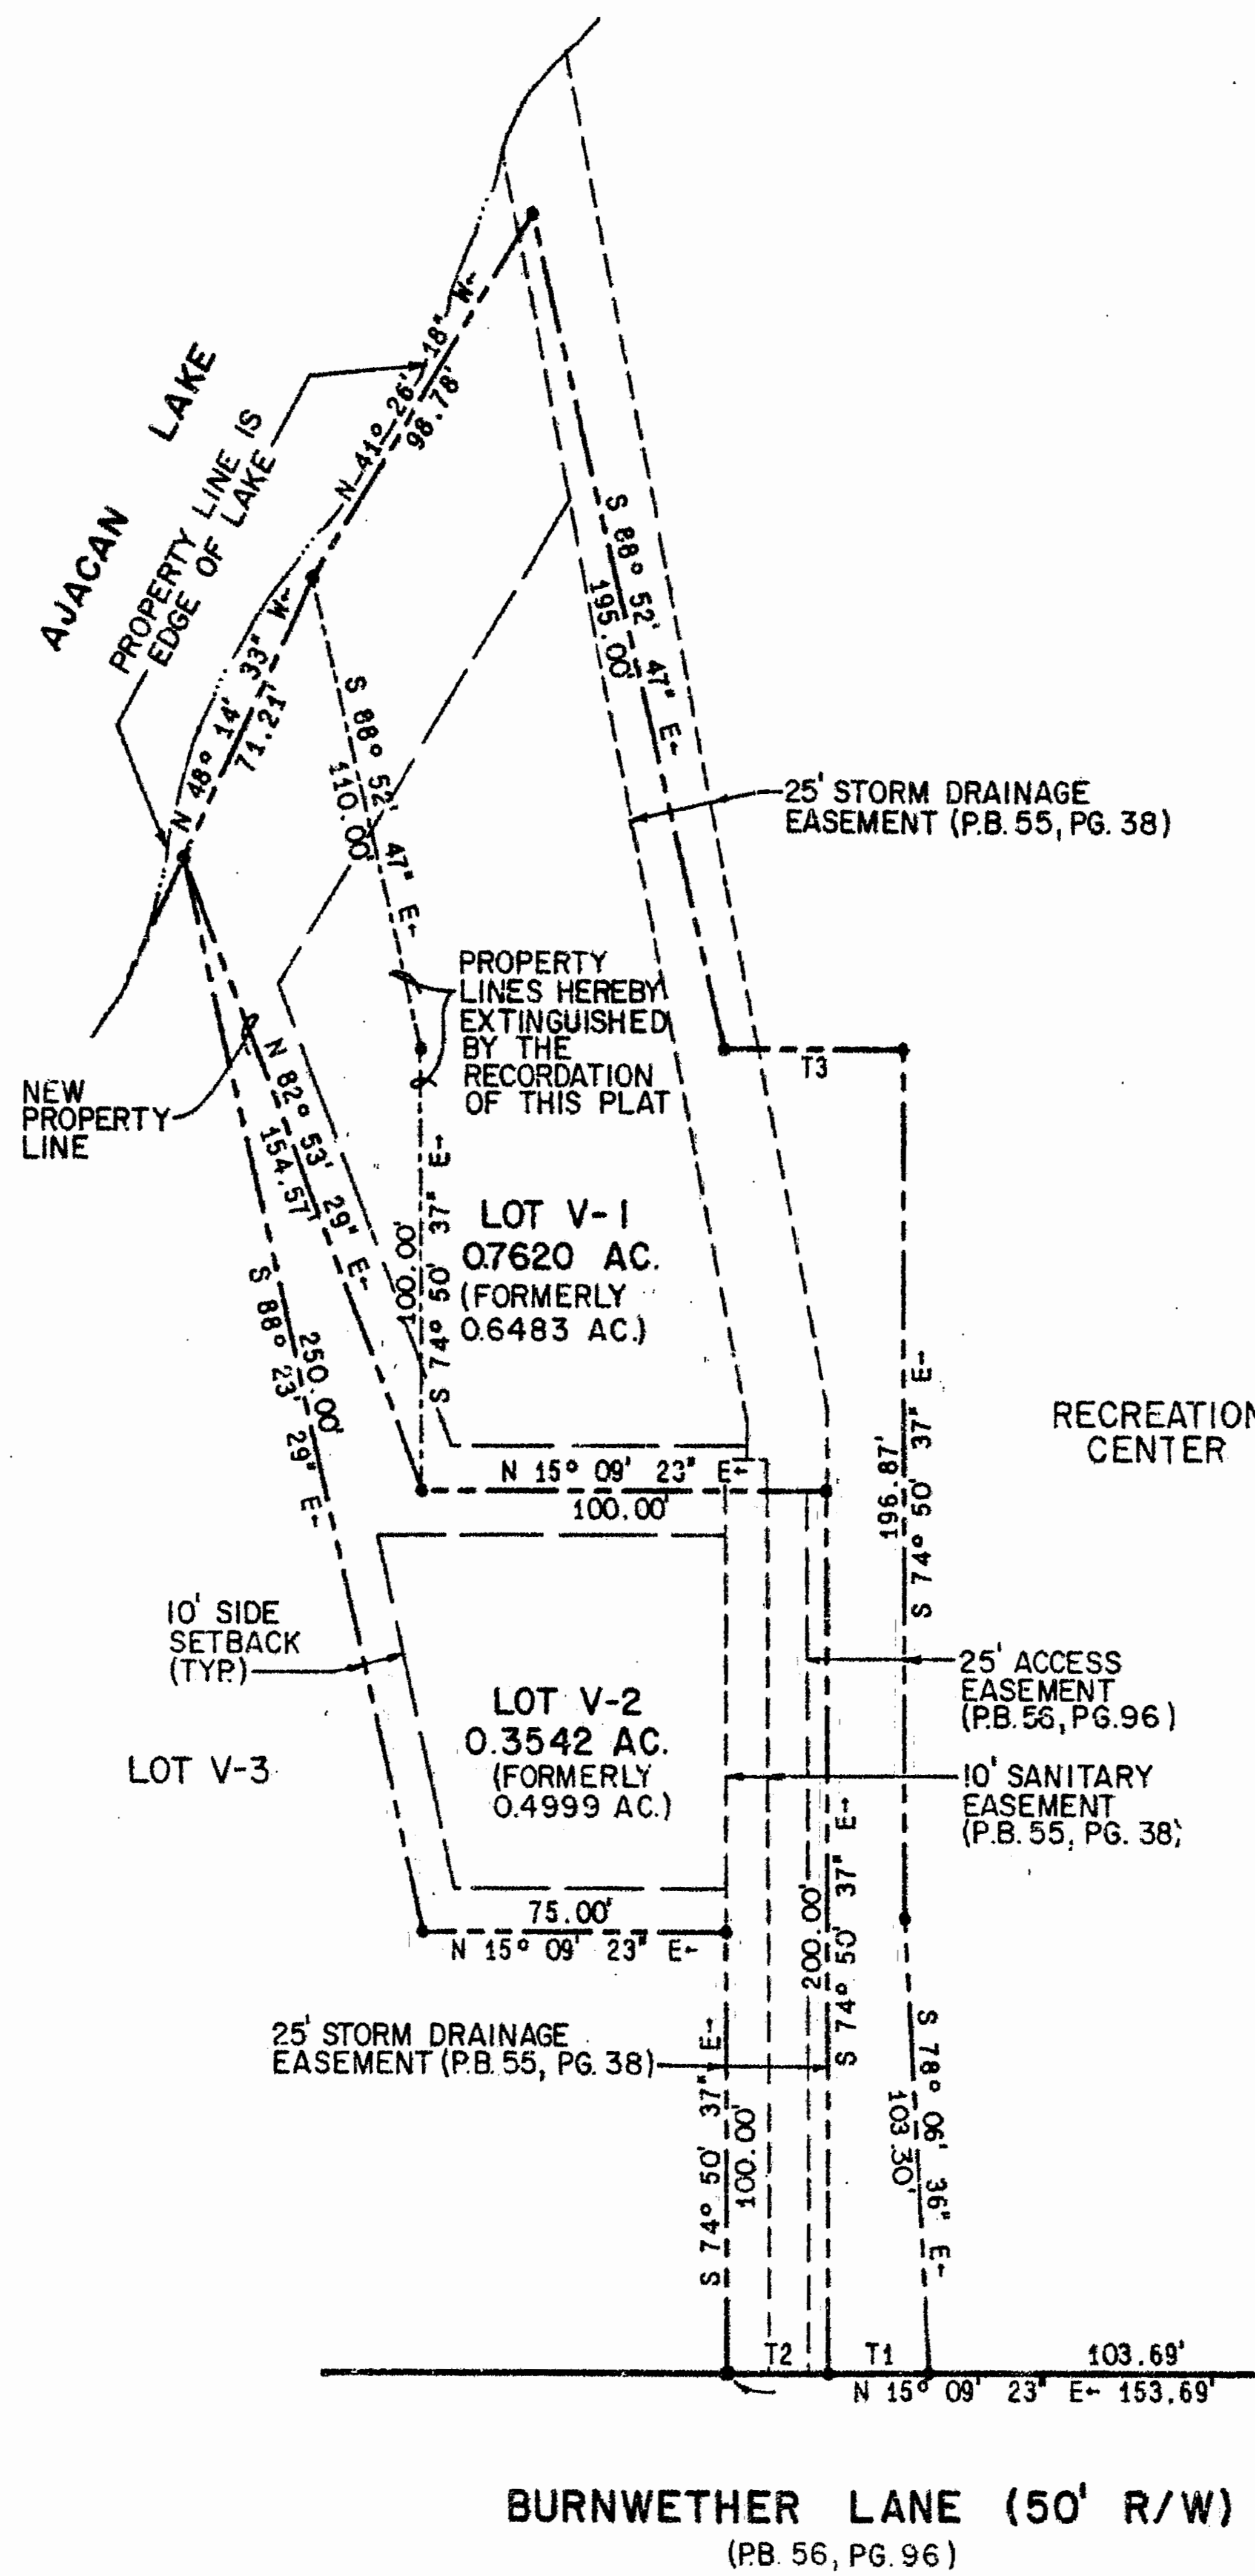 AJACAN LAKE
PROPERTY LINE IS
EDGE OF LAKE
N 41° 26' 18" W
98.78'
N 48° 14' 33" W
71.21'
S 88° 52' 47" E
195.00'
S 88° 52' 47" E
110.00'
25' STORM DRAINAGE
EASEMENT (P.B. 55, PG. 38)
PROPERTY
LINES HEREBY
EXTINGUISHED
BY THE
RECORDATION
OF THIS PLAT
T3
NEW
PROPERTY
LINE
N 82° 53' 29" E
154.57'
S 88° 23' 29" E
250.00'
100.00'
S 74° 50' 37" E
LOT V-1
0.7620 AC.
(FORMERLY
0.6483 AC.)
196.87'
S 74° 50' 37" E
RECREATION
CENTER
N 15° 09' 23" E
100.00'
10' SIDE
SETBACK
(TYP.)
LOT V-2
0.3542 AC.
(FORMERLY
0.4999 AC.)
LOT V-3
25' ACCESS
EASEMENT
(P.B. 56, PG. 96)
10' SANITARY
EASEMENT
(P.B. 55, PG. 38)
75.00'
N 15° 09' 23" E
200.00'
S 74° 50' 37" E
25' STORM DRAINAGE
EASEMENT (P.B. 55, PG. 38)
S 74° 50' 37" E
100.00'
S 78° 06' 36" E
103.30'
T2
T1
103.69'
N 15° 09' 23" E 153.69'
BURNWETHER LANE (50' R/W)
(P.B. 56, PG. 96)